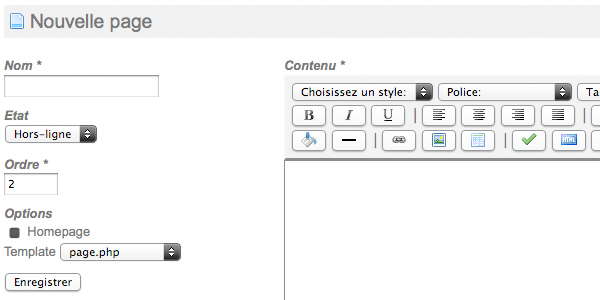 Nouvelle page
Nom *
Etat
Hors-ligne
Ordre *
2
Options
Homepage
Template page.php
Enregistrer
Contenu *
Choisissez un style: Police: Ta
B I U
HTML